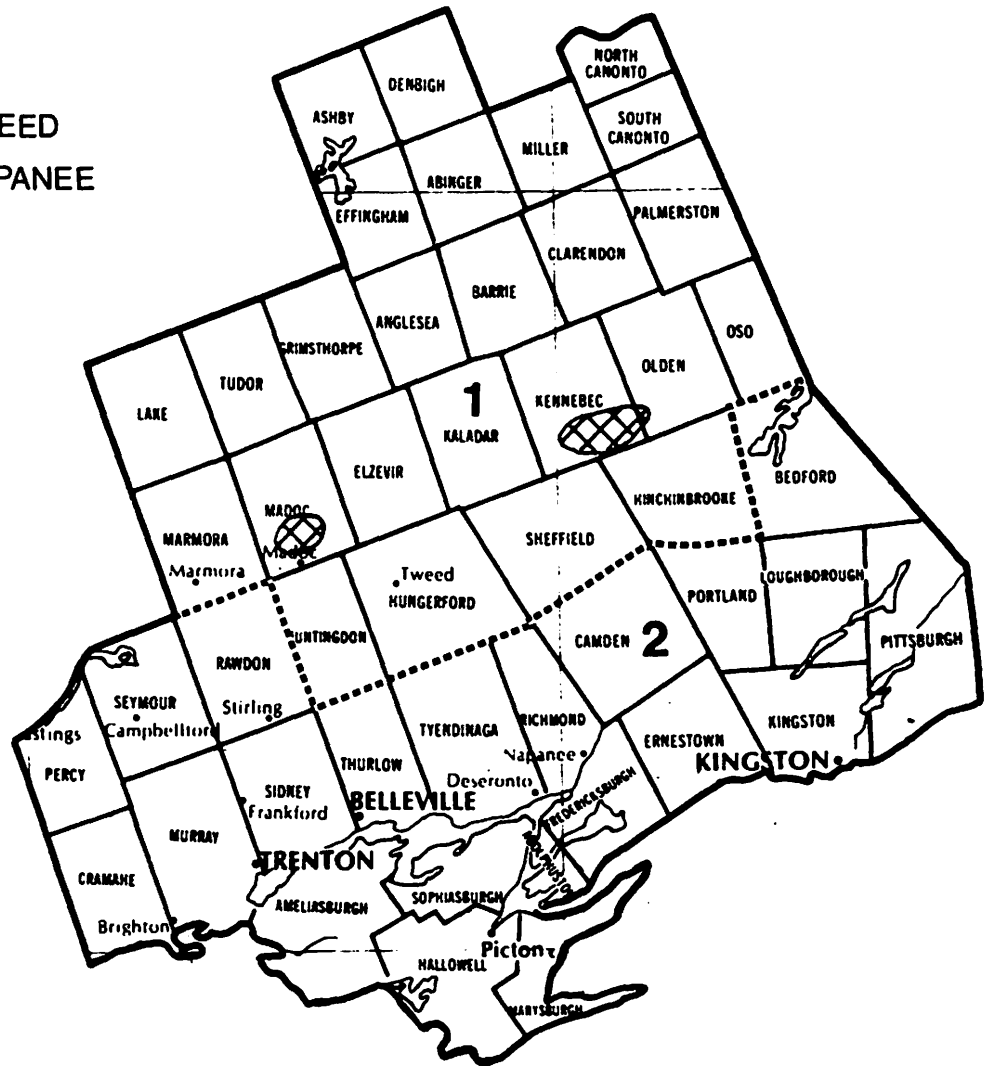 EED
PANEE
NORTH
CANONTO
DENBIGH
ASHBY
SOUTH
CANONTO
MILLER
ABINGER
EFFINGHAM
PALMERSTON
CLARENDON
BARRIE
ANGLESEA
OSO
GRIMSTHORPE
OLDEN
TUDOR
1
KENNEBEC
LAKE
KALADAR
ELZEVIR
BEDFORD
HINCHINBROOKE
MADOC
MARMORA
SHEFFIELD
Madoc
Marmora
Tweed
HUNGERFORD
LOUGHBOROUGH
PORTLAND
UNTINGDON
CAMDEN
2
PITTSBURGH
RAWDON
SEYMOUR
Stirling
Campbellford
stings
TYENDINAGA
RICHMOND
KINGSTON
ERNESTOWN
Napanee
KINGSTON
PERCY
THURLOW
Deseronto
SIDNEY
Frankford
BELLEVILLE
FREDERICKSBURGH
MURRAY
TRENTON
CRAMAHE
SOPHIASBURGH
AMELIASBURGH
Brighton
Picton
HALLOWELL
MARYSBURGH